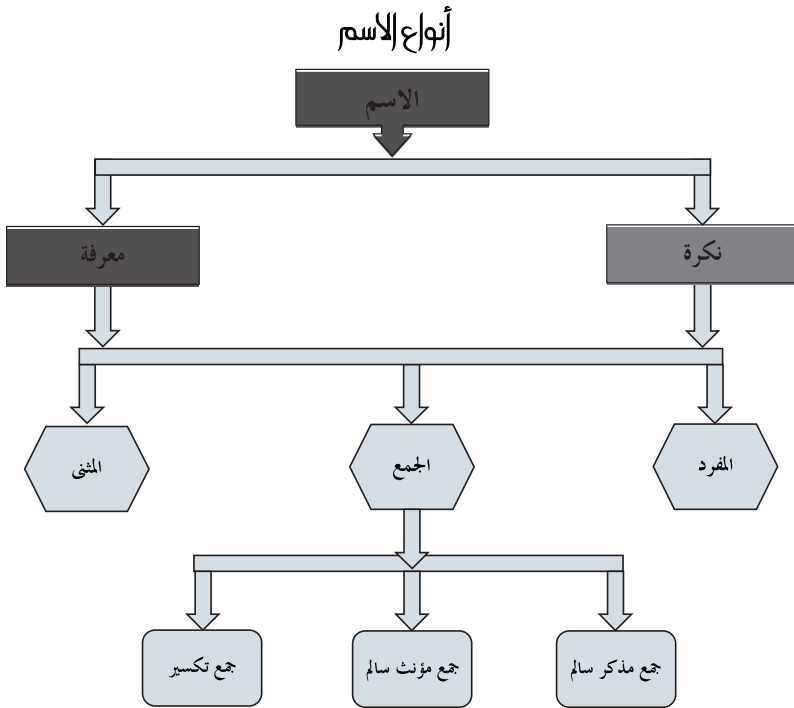 أنواع الاسم
الاسم
نكرة
معرفة
المفرد
الجمع
المثنى
جمع مذكر سالم
جمع مؤنث سالم
جمع تكسير